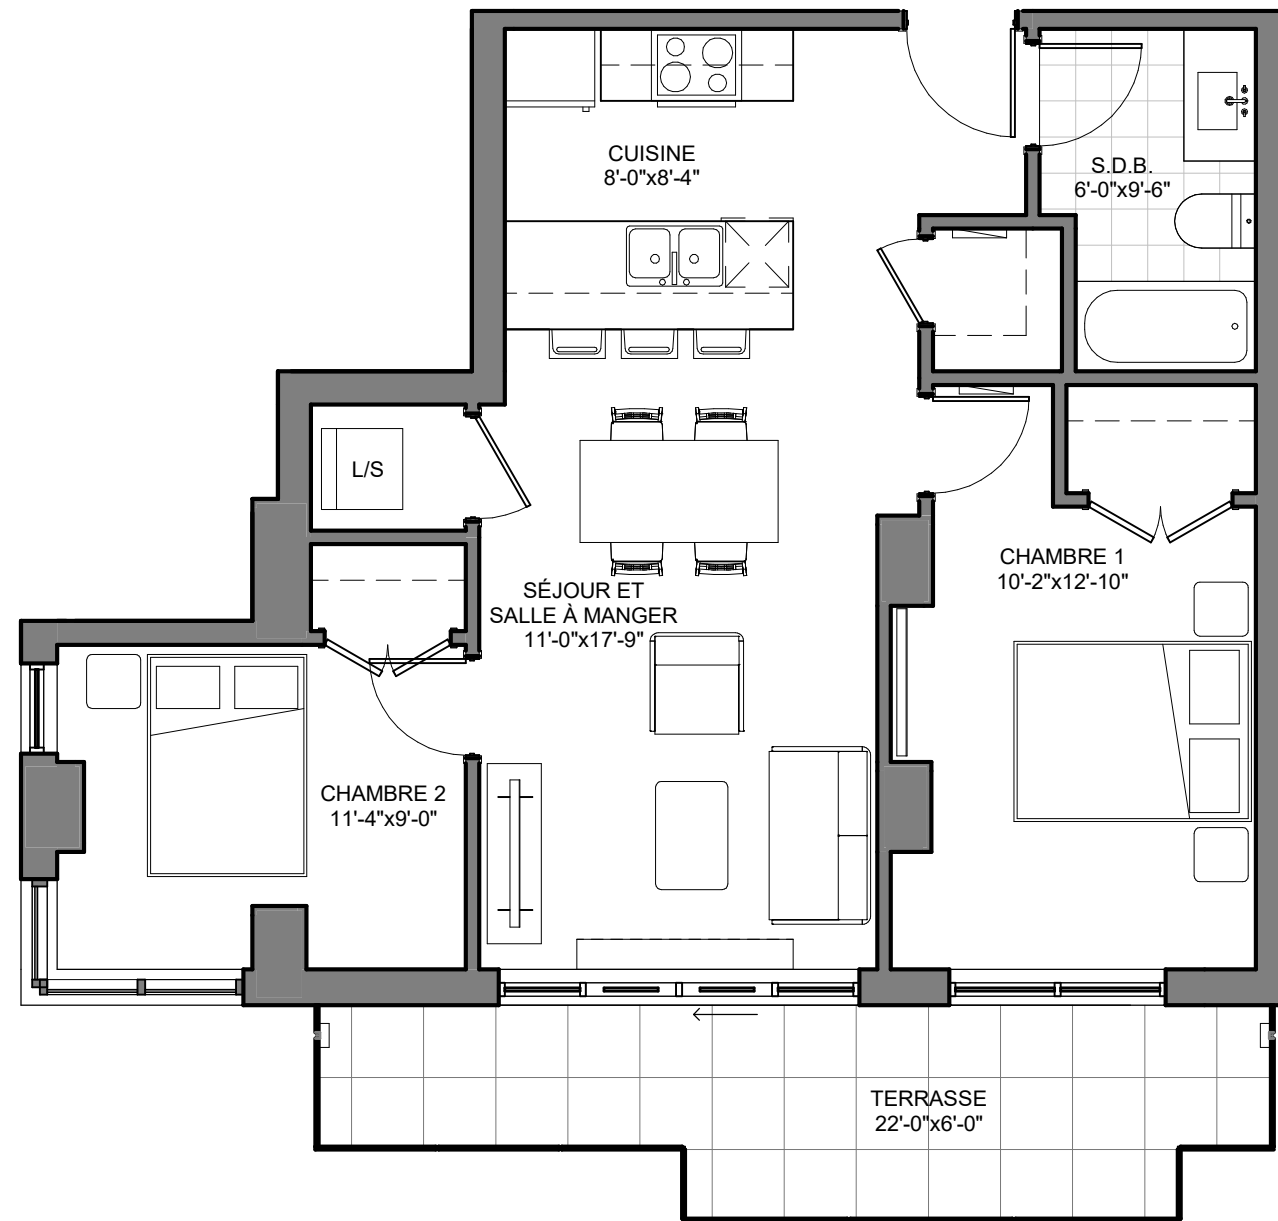 CUISINE
8'-0"x8'-4"
S.D.B.
6'-0"x9'-6"
L/S
CHAMBRE 1
10'-2"x12'-10"
SÉJOUR ET
SALLE À MANGER
11'-0"x17'-9"
CHAMBRE 2
11'-4"x9'-0"
TERRASSE
22'-0"x6'-0"